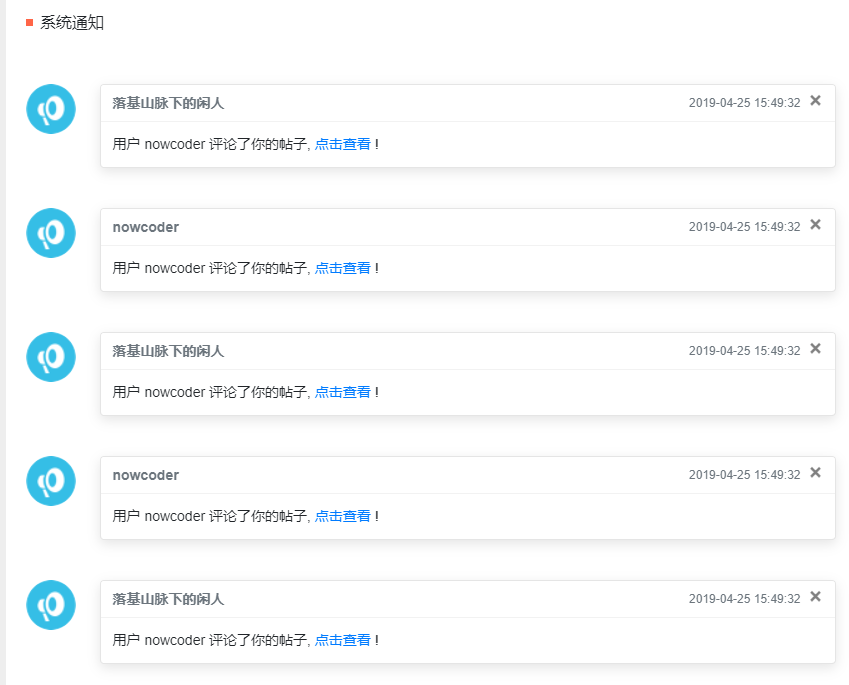 系统通知
落基山脉下的闲人 2019-04-25 15:49:32 ×
用户 nowcoder 评论了你的帖子, 点击查看 !
nowcoder 2019-04-25 15:49:32 ×
用户 nowcoder 评论了你的帖子, 点击查看 !
落基山脉下的闲人 2019-04-25 15:49:32 ×
用户 nowcoder 评论了你的帖子, 点击查看 !
nowcoder 2019-04-25 15:49:32 ×
用户 nowcoder 评论了你的帖子, 点击查看 !
落基山脉下的闲人 2019-04-25 15:49:32 ×
用户 nowcoder 评论了你的帖子, 点击查看 !